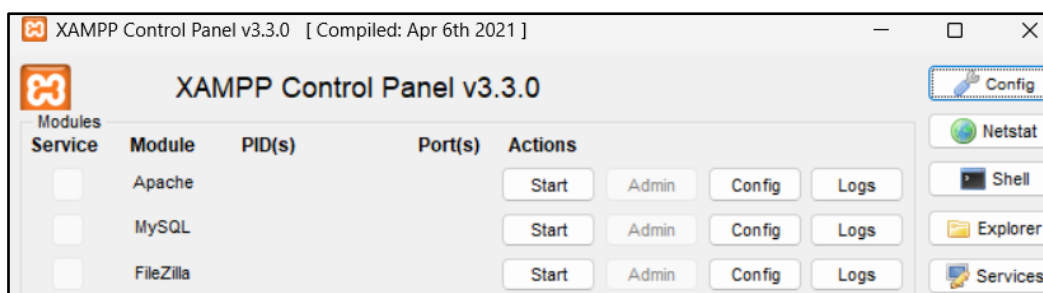 XAMPP Control Panel v3.3.0 [ Compiled: Apr 6th 2021 ]
XAMPP Control Panel v3.3.0
Config
Modules
Netstat
Service Module PID(s) Port(s) Actions
Apache Start Admin Config Logs
Shell
MySQL Start Admin Config Logs
Explorer
FileZilla Start Admin Config Logs
Services